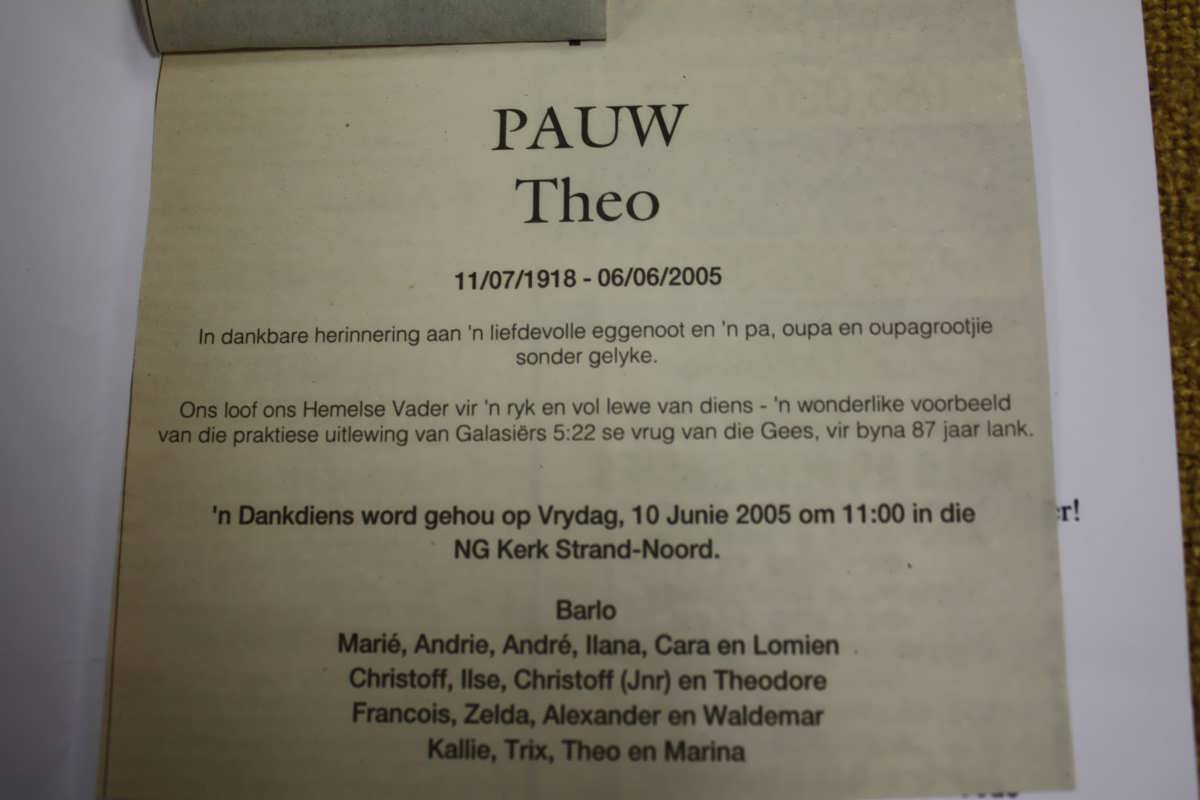 PAUW
Theo
11/07/1918 - 06/06/2005
In dankbare herinnering aan 'n liefdevolle eggenoot en 'n pa, oupa en oupagrootjie
sonder gelyke.
Ons loof ons Hemelse Vader vir 'n ryk en vol lewe van diens - 'n wonderlike voorbeeld
van die praktiese uitlewing van Galasiërs 5:22 se vrug van die Gees, vir byna 87 jaar lank.
'n Dankdiens word gehou op Vrydag, 10 Junie 2005 om 11:00 in die
NG Kerk Strand-Noord.
Barlo
Marié, Andrie, André, Ilana, Cara en Lomien
Christoff, Ilse, Christoff (Jnr) en Theodore
Francois, Zelda, Alexander en Waldemar
Kallie, Trix, Theo en Marina